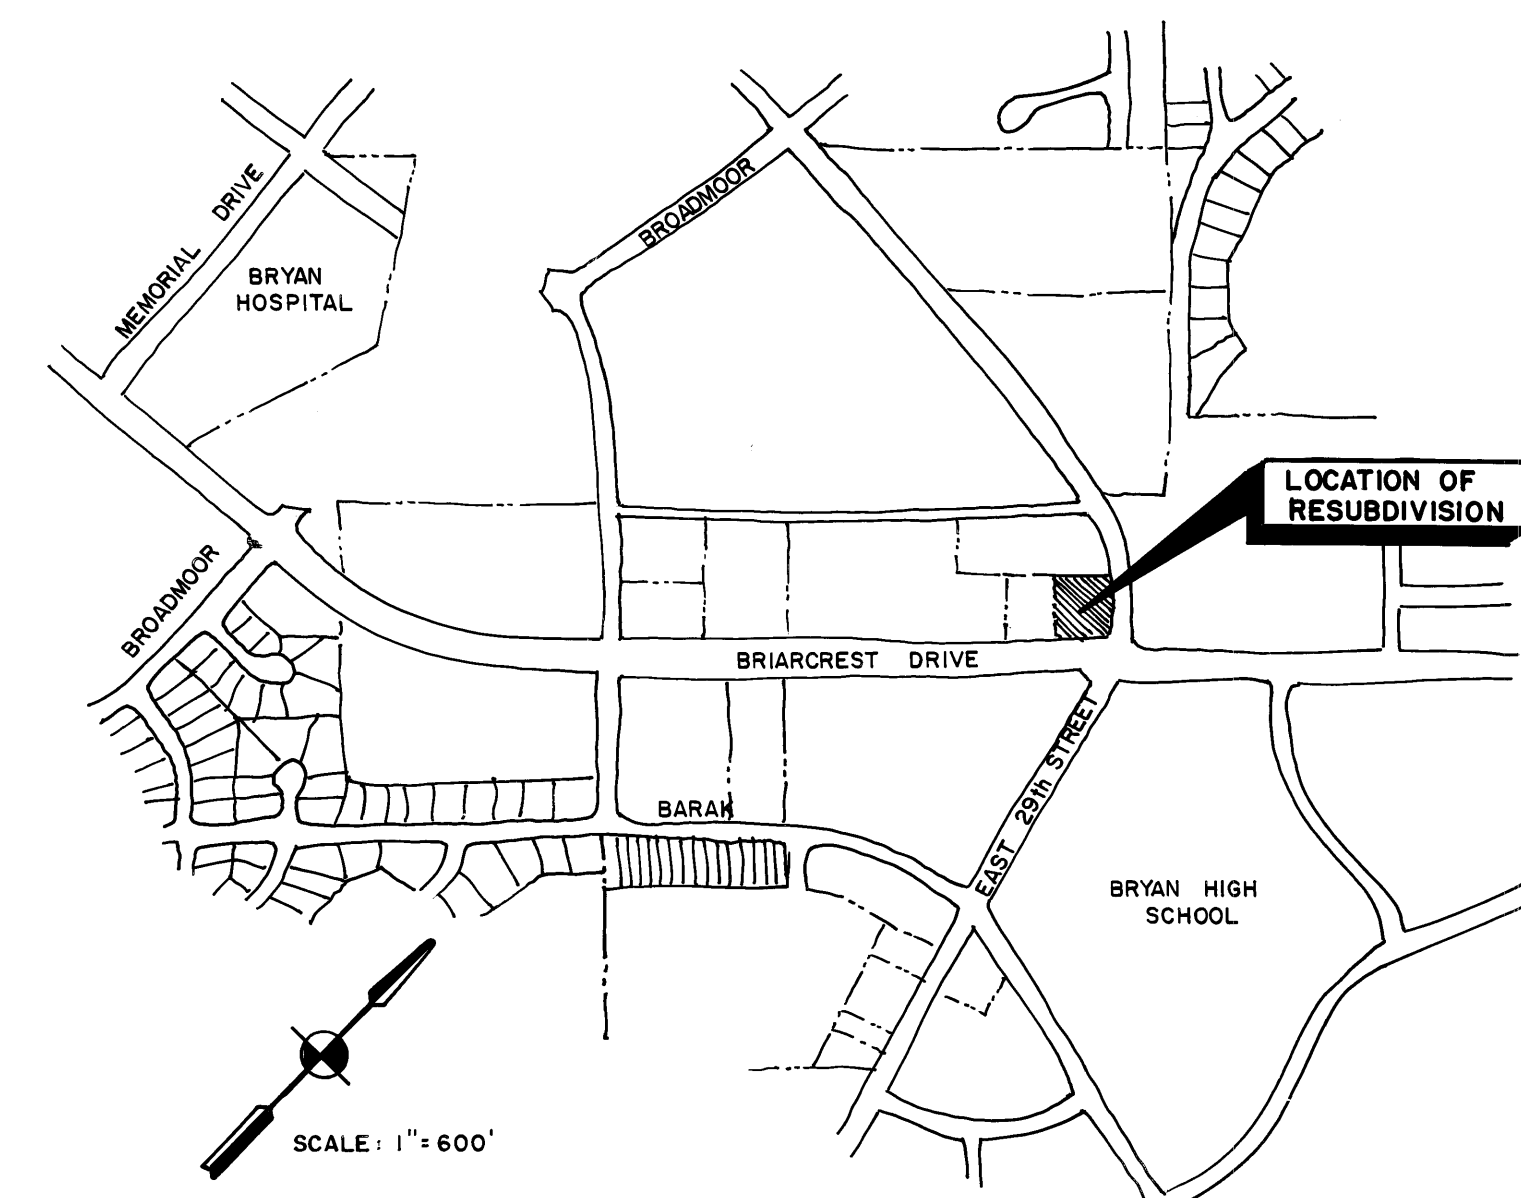 MEMORIAL DRIVE
BROADMOOR
BRYAN
HOSPITAL
LOCATION OF
RESUBDIVISION
BROADMOOR
BRIARCREST DRIVE
EAST 29th STREET
BARAK
BRYAN HIGH
SCHOOL
SCALE: 1"=600'